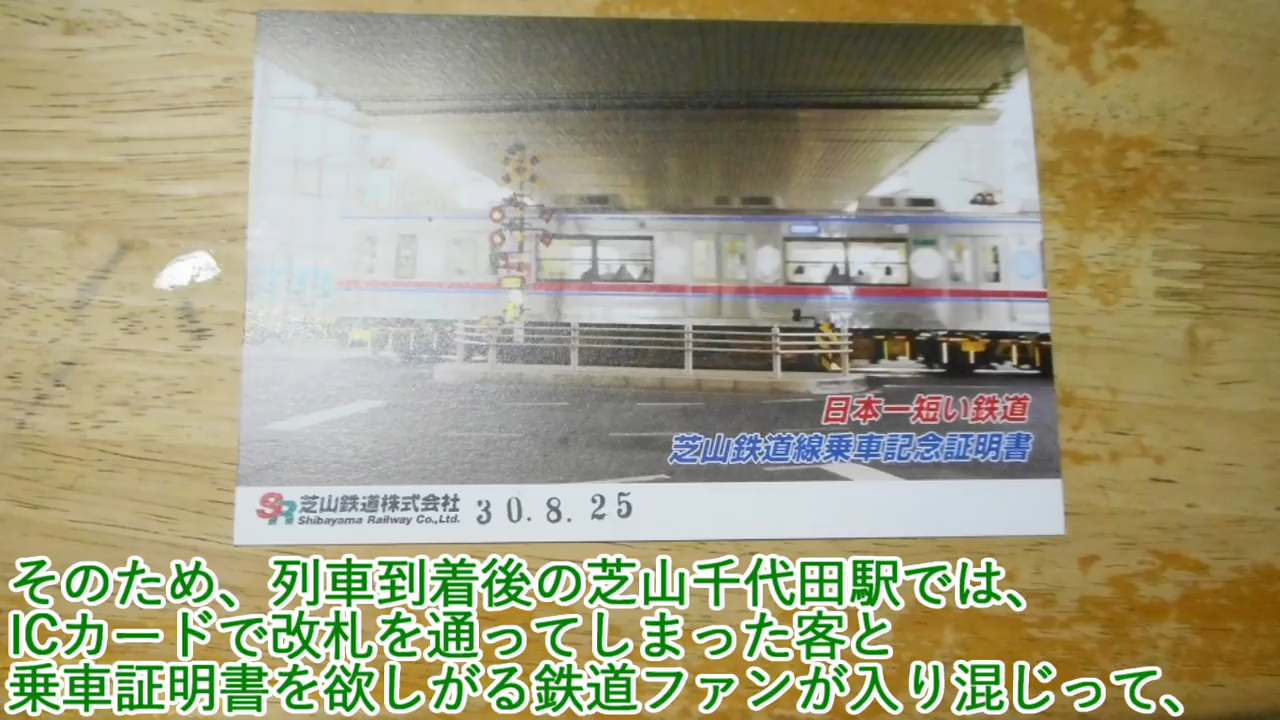 日本一短い鉄道
芝山鉄道線乗車記念証明書
SR 芝山鉄道株式会社 30.8.25
Shibayama Railway Co.,Ltd.
そのため、列車到着後の芝山千代田駅では、
ICカードで改札を通ってしまった客と
乗車証明書を欲しがる鉄道ファンが入り混じって、